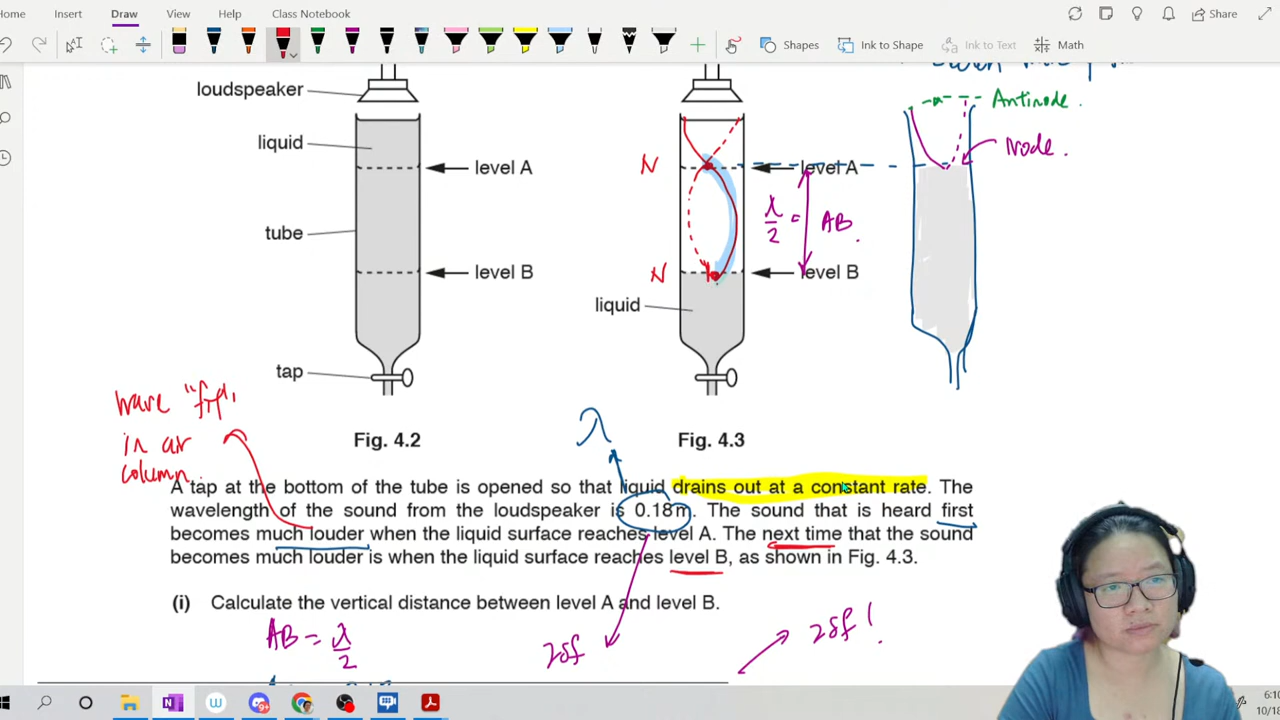 Home
Draw
View
Help
Class Notebook
Share
Shapes
Ink to Shape
Ink to Text
Math
loudspeaker
liquid
level A
tube
level B
tap
Fig. 4.2
N
level A
λ/2 = AB.
N
level B
liquid
Fig. 4.3
Antinode.
Node.
wave "fit"
in air
column.
λ
A tap at the bottom of the tube is opened so that liquid drains out at a constant rate. The
wavelength of the sound from the loudspeaker is 0.18m. The sound that is heard first
becomes much louder when the liquid surface reaches level A. The next time that the sound
becomes much louder is when the liquid surface reaches level B, as shown in Fig. 4.3.
(i) Calculate the vertical distance between level A and level B.
AB = λ/2
2sf
2sf!
6:10
10/18